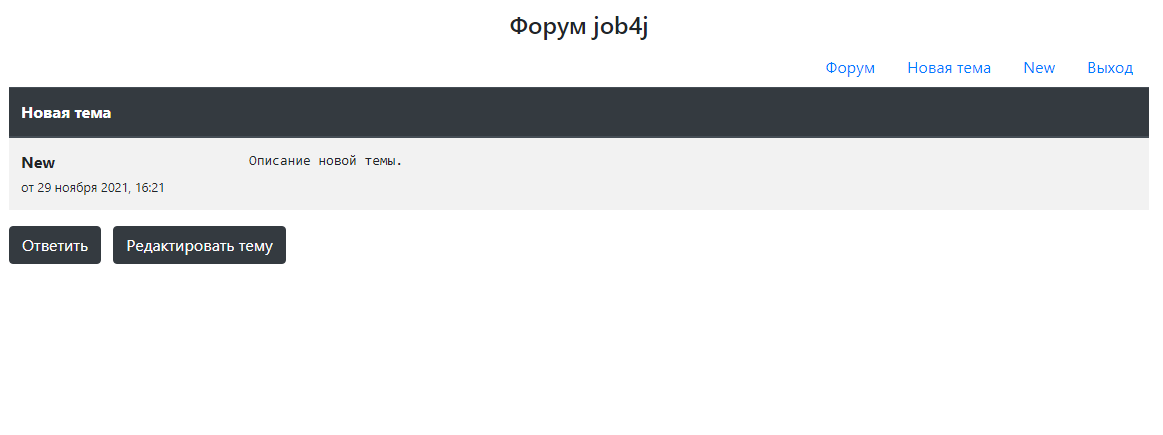 Форум job4j
Форум Новая тема New Выход
Новая тема
New Описание новой темы.
от 29 ноября 2021, 16:21
Ответить Редактировать тему